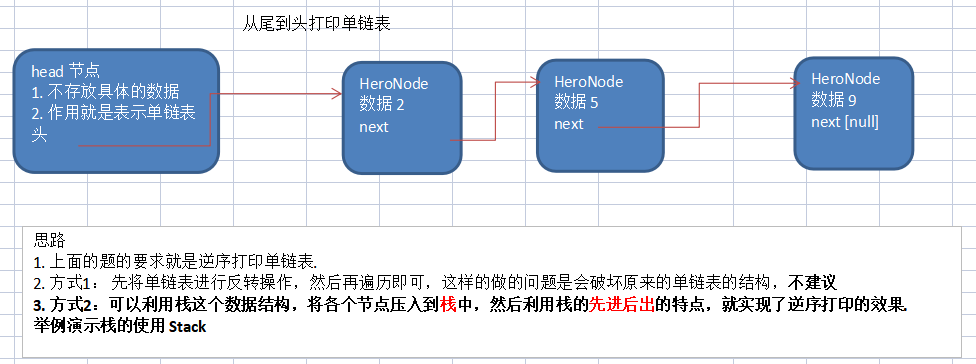 从尾到头打印单链表
head 节点
1. 不存放具体的数据
2. 作用就是表示单链表
头
HeroNode
数据 2
next
HeroNode
数据 5
next
HeroNode
数据 9
next [null]
思路
1. 上面的题的要求就是逆序打印单链表.
2. 方式1： 先将单链表进行反转操作，然后再遍历即可，这样的做的问题是会破坏原来的单链表的结构，不建议
3. 方式2：可以利用栈这个数据结构，将各个节点压入到栈中，然后利用栈的先进后出的特点，就实现了逆序打印的效果.
举例演示栈的使用 Stack